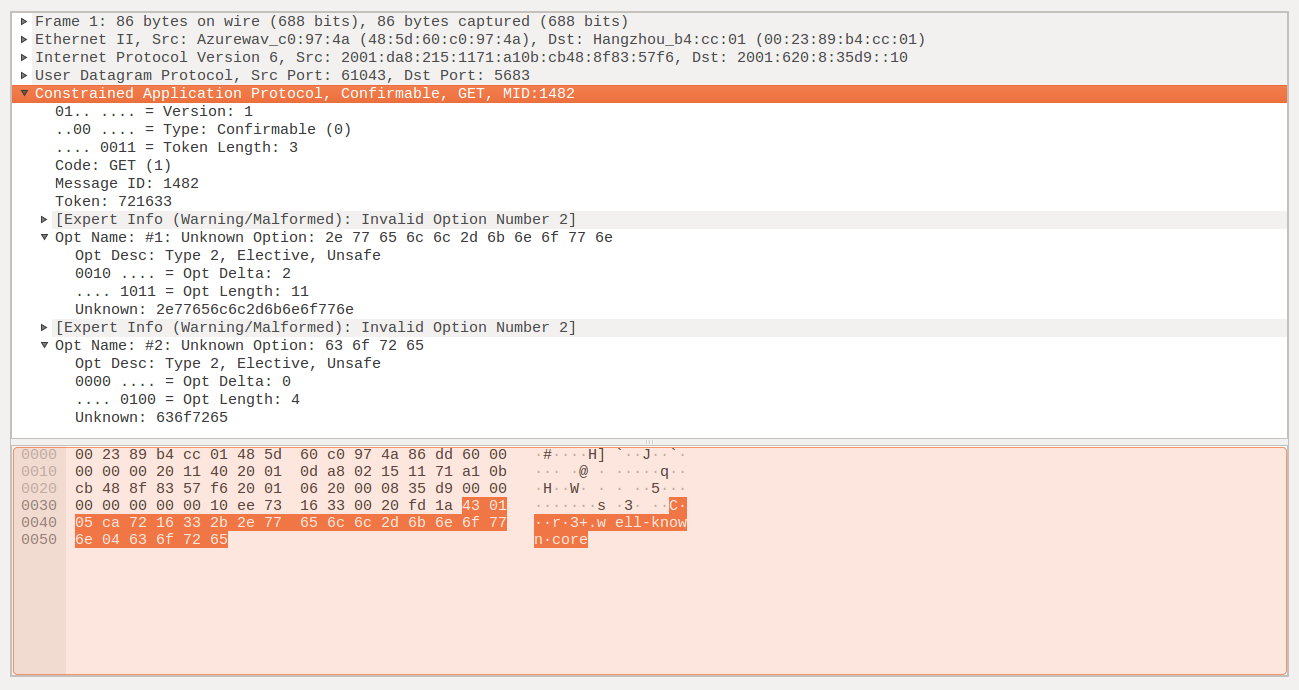 Frame 1: 86 bytes on wire (688 bits), 86 bytes captured (688 bits)
Ethernet II, Src: Azurewav_c0:97:4a (48:5d:60:c0:97:4a), Dst: Hangzhou_b4:cc:01 (00:23:89:b4:cc:01)
Internet Protocol Version 6, Src: 2001:da8:215:1171:a10b:cb48:8f83:57f6, Dst: 2001:620:8:35d9::10
User Datagram Protocol, Src Port: 61043, Dst Port: 5683
Constrained Application Protocol, Confirmable, GET, MID:1482
01.. .... = Version: 1
..00 .... = Type: Confirmable (0)
.... 0011 = Token Length: 3
Code: GET (1)
Message ID: 1482
Token: 721633
[Expert Info (Warning/Malformed): Invalid Option Number 2]
Opt Name: #1: Unknown Option: 2e 77 65 6c 6c 2d 6b 6e 6f 77 6e
Opt Desc: Type 2, Elective, Unsafe
0010 .... = Opt Delta: 2
.... 1011 = Opt Length: 11
Unknown: 2e77656c6c2d6b6e6f776e
[Expert Info (Warning/Malformed): Invalid Option Number 2]
Opt Name: #2: Unknown Option: 63 6f 72 65
Opt Desc: Type 2, Elective, Unsafe
0000 .... = Opt Delta: 0
.... 0100 = Opt Length: 4
Unknown: 636f7265
0000 00 23 89 b4 cc 01 48 5d 60 c0 97 4a 86 dd 60 00 ·#····H] `··J··`·
0010 00 00 00 20 11 40 20 01 0d a8 02 15 11 71 a1 0b ··· ·@ · ·····q··
0020 cb 48 8f 83 57 f6 20 01 06 20 00 08 35 d9 00 00 ·H··W· · · ··5···
0030 00 00 00 00 00 10 ee 73 16 33 00 20 fd 1a 43 01 ·······s ·3· ··C·
0040 05 ca 72 16 33 2b 2e 77 65 6c 6c 2d 6b 6e 6f 77 ··r·3+.w ell-know
0050 6e 04 63 6f 72 65 n·core